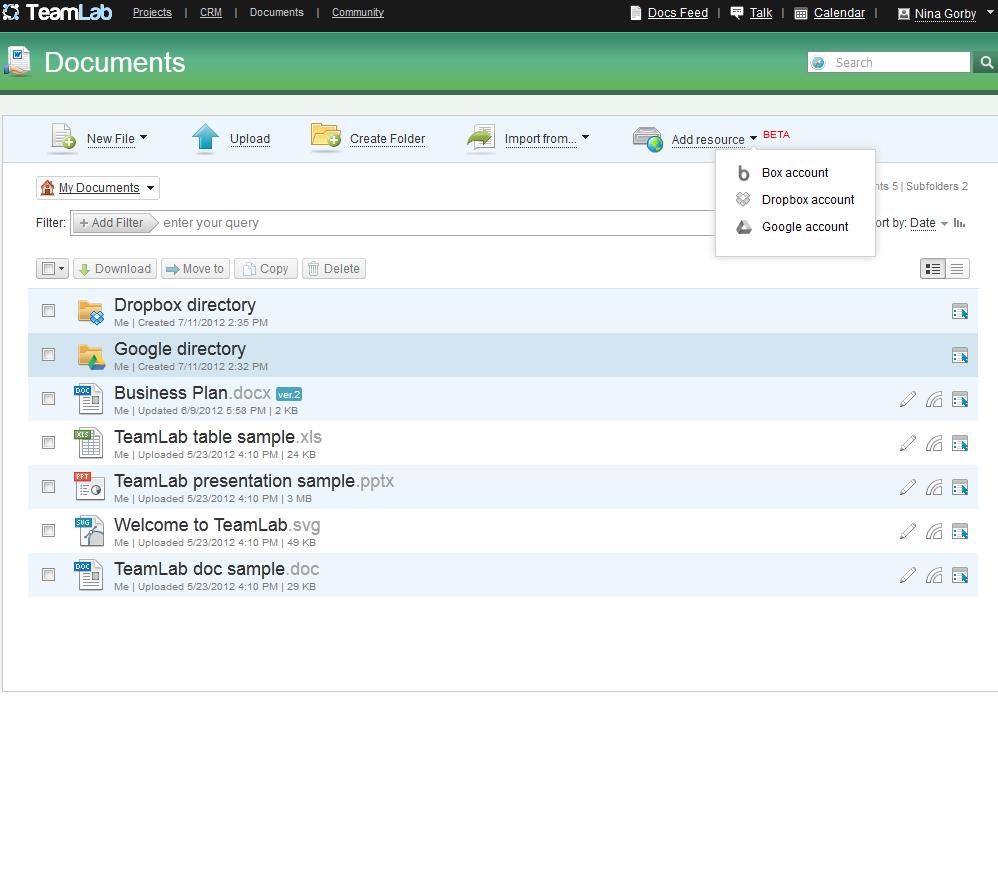 TeamLab Projects | CRM | Documents | Community Docs Feed | Talk | Calendar | Nina Gorby
Documents Search
New File Upload Create Folder Import from... Add resource BETA
Box account
Dropbox account
Google account
My Documents nts 5 | Subfolders 2
Filter: + Add Filter enter your query ort by: Date
Download Move to Copy Delete
Dropbox directory
Me | Created 7/11/2012 2:35 PM
Google directory
Me | Created 7/11/2012 2:32 PM
DOC Business Plan.docx ver.2
Me | Updated 6/9/2012 5:58 PM | 2 KB
XLS TeamLab table sample.xls
Me | Uploaded 5/23/2012 4:10 PM | 24 KB
PPT TeamLab presentation sample.pptx
Me | Uploaded 5/23/2012 4:10 PM | 3 MB
SVG Welcome to TeamLab.svg
Me | Uploaded 5/23/2012 4:10 PM | 49 KB
DOC TeamLab doc sample.doc
Me | Uploaded 5/23/2012 4:10 PM | 29 KB